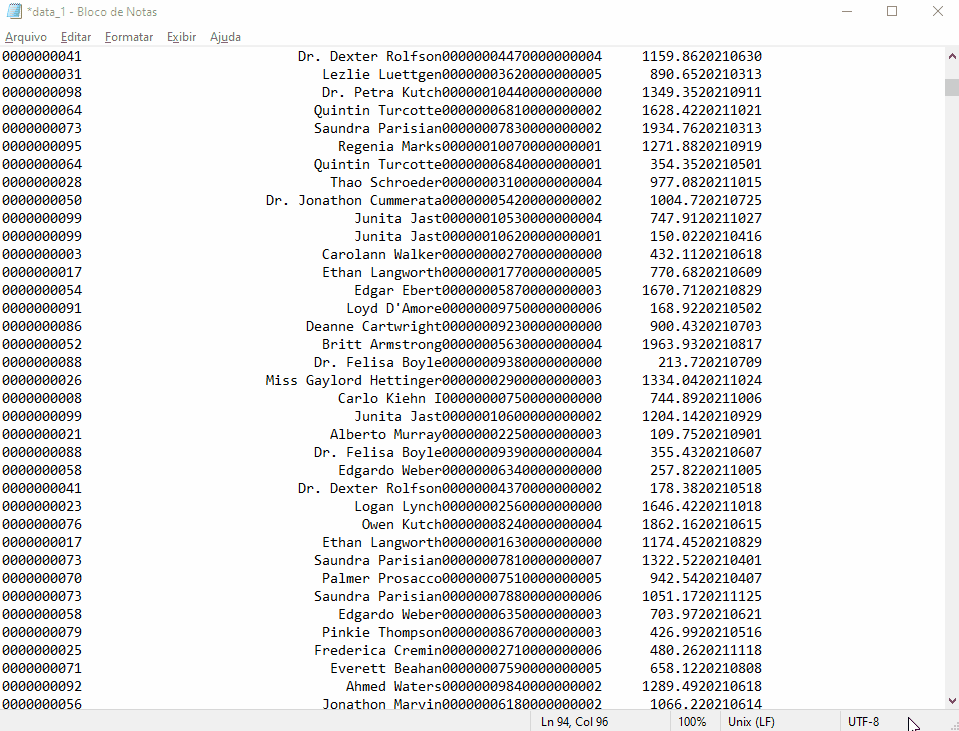 *data_1 - Bloco de Notas
Arquivo Editar Formatar Exibir Ajuda
0000000041 Dr. Dexter Rolfson00000004470000000004 1159.8620210630
0000000031 Lezlie Luettgen00000003620000000005 890.6520210313
0000000098 Dr. Petra Kutch00000010440000000000 1349.3520210911
0000000064 Quintin Turcotte00000006810000000002 1628.4220211021
0000000073 Saundra Parisian00000007830000000002 1934.7620210313
0000000095 Regenia Marks00000010070000000001 1271.8820210919
0000000064 Quintin Turcotte00000006840000000001 354.3520210501
0000000028 Thao Schroeder00000003100000000004 977.0820211015
0000000050 Dr. Jonathon Cummerata00000005420000000002 1004.720210725
0000000099 Junita Jast00000010530000000004 747.9120211027
0000000099 Junita Jast00000010620000000001 150.0220210416
0000000003 Carolann Walker00000000270000000000 432.1120210618
0000000017 Ethan Langworth00000001770000000005 770.6820210609
0000000054 Edgar Ebert00000005870000000003 1670.7120210829
0000000091 Loyd D'Amore00000009750000000006 168.9220210502
0000000086 Deanne Cartwright00000009230000000000 900.4320210703
0000000052 Britt Armstrong00000005630000000004 1963.9320210817
0000000088 Dr. Felisa Boyle00000009380000000000 213.720210709
0000000026 Miss Gaylord Hettinger00000002900000000003 1334.0420211024
0000000008 Carlo Kiehn I00000000750000000000 744.8920211006
0000000099 Junita Jast00000010600000000002 1204.1420210929
0000000021 Alberto Murray00000002250000000003 109.7520210901
0000000088 Dr. Felisa Boyle00000009390000000004 355.4320210607
0000000058 Edgardo Weber00000006340000000000 257.8220211005
0000000041 Dr. Dexter Rolfson00000004370000000002 178.3820210518
0000000023 Logan Lynch00000002560000000000 1646.4220211018
0000000076 Owen Kutch00000008240000000004 1862.1620210615
0000000017 Ethan Langworth00000001630000000000 1174.4520210829
0000000073 Saundra Parisian00000007810000000007 1322.5220210401
0000000070 Palmer Prosacco00000007510000000005 942.5420210407
0000000073 Saundra Parisian00000007880000000006 1051.1720211125
0000000058 Edgardo Weber00000006350000000003 703.9720210621
0000000079 Pinkie Thompson00000008670000000003 426.9920210516
0000000025 Frederica Cremin00000002710000000006 480.2620211118
0000000071 Everett Beahan00000007590000000005 658.1220210808
0000000092 Ahmed Waters00000009840000000002 1289.4920210618
0000000056 Jonathon Marvin00000006180000000002 1066.2220210614
Ln 94, Col 96 100% Unix (LF) UTF-8